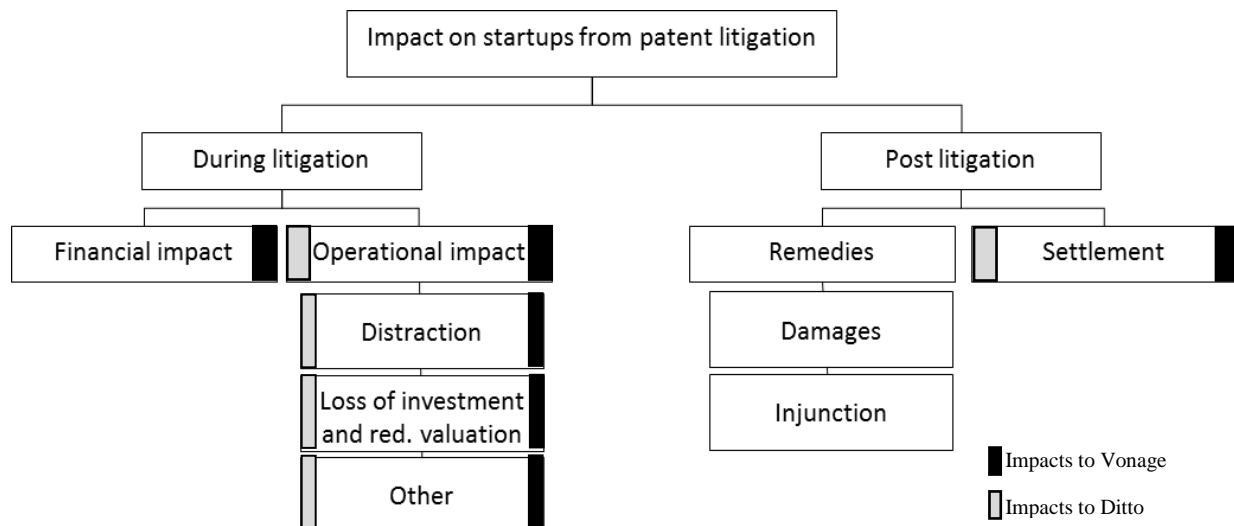 Impact on startups from patent litigation
During litigation
Post litigation
Financial impact
Operational impact
Remedies
Settlement
Distraction
Damages
Loss of investment
and red. valuation
Injunction
Other
Impacts to Vonage
Impacts to Ditto